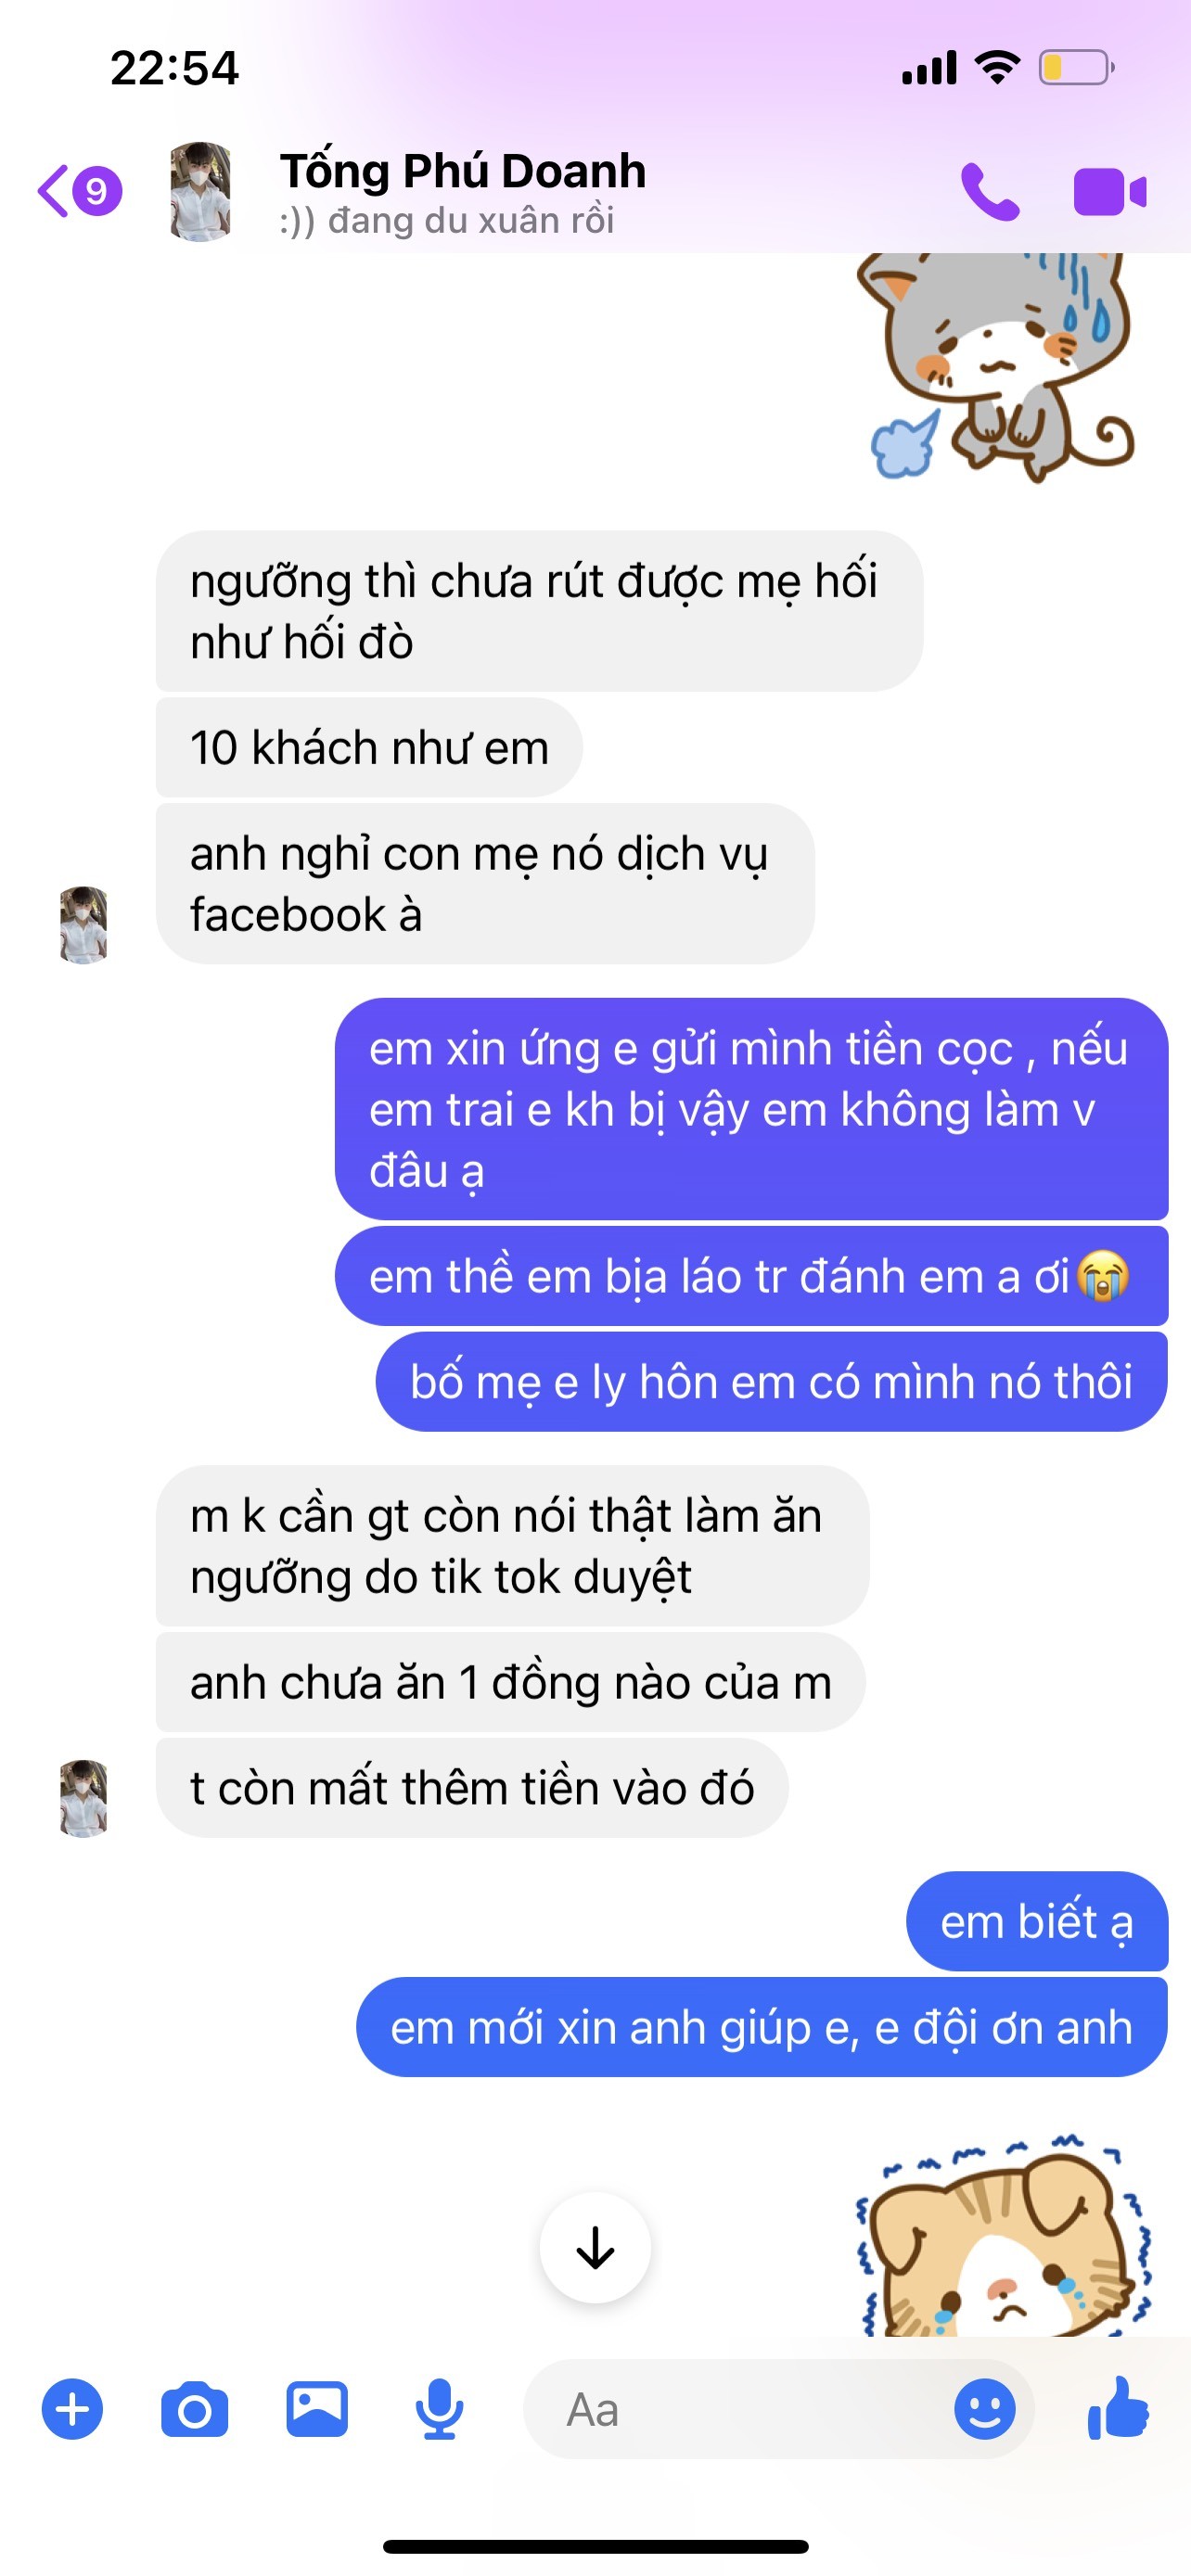 22:54
9
Tống Phú Doanh
:)) đang du xuân rồi
ngưỡng thì chưa rút được mẹ hối
như hối đò
10 khách như em
anh nghỉ con mẹ nó dịch vụ
facebook à
em xin ứng e gửi mình tiền cọc , nếu
em trai e kh bị vậy em không làm v
đâu ạ
em thề em bịa láo tr đánh em a ơi😭
bố mẹ e ly hôn em có mình nó thôi
m k cần gt còn nói thật làm ăn
ngưỡng do tik tok duyệt
anh chưa ăn 1 đồng nào của m
t còn mất thêm tiền vào đó
em biết ạ
em mới xin anh giúp e, e đội ơn anh
Aa